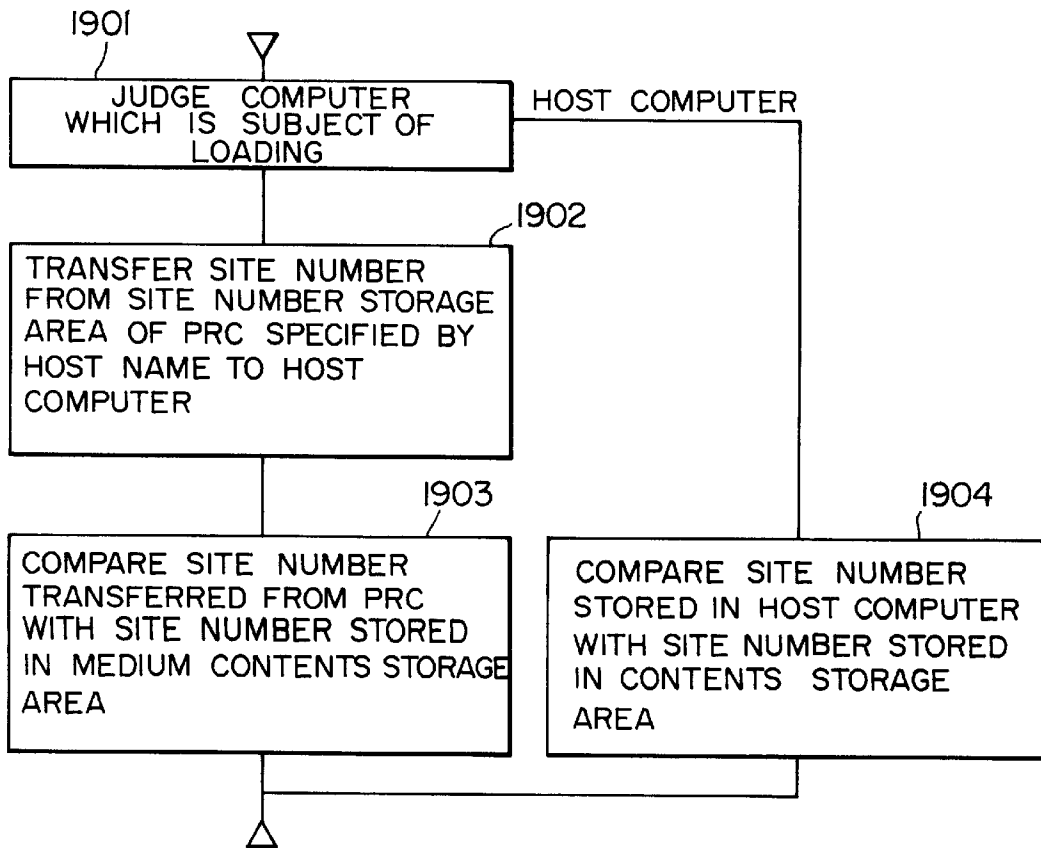 1901
JUDGE COMPUTER
WHICH IS SUBJECT OF
LOADING
HOST COMPUTER
1902
TRANSFER SITE NUMBER
FROM SITE NUMBER STORAGE
AREA OF PRC SPECIFIED BY
HOST NAME TO HOST
COMPUTER
1903
COMPARE SITE NUMBER
TRANSFERRED FROM PRC
WITH SITE NUMBER STORED
IN MEDIUM CONTENTS STORAGE
AREA
1904
COMPARE SITE NUMBER
STORED IN HOST COMPUTER
WITH SITE NUMBER STORED
IN CONTENTS STORAGE
AREA